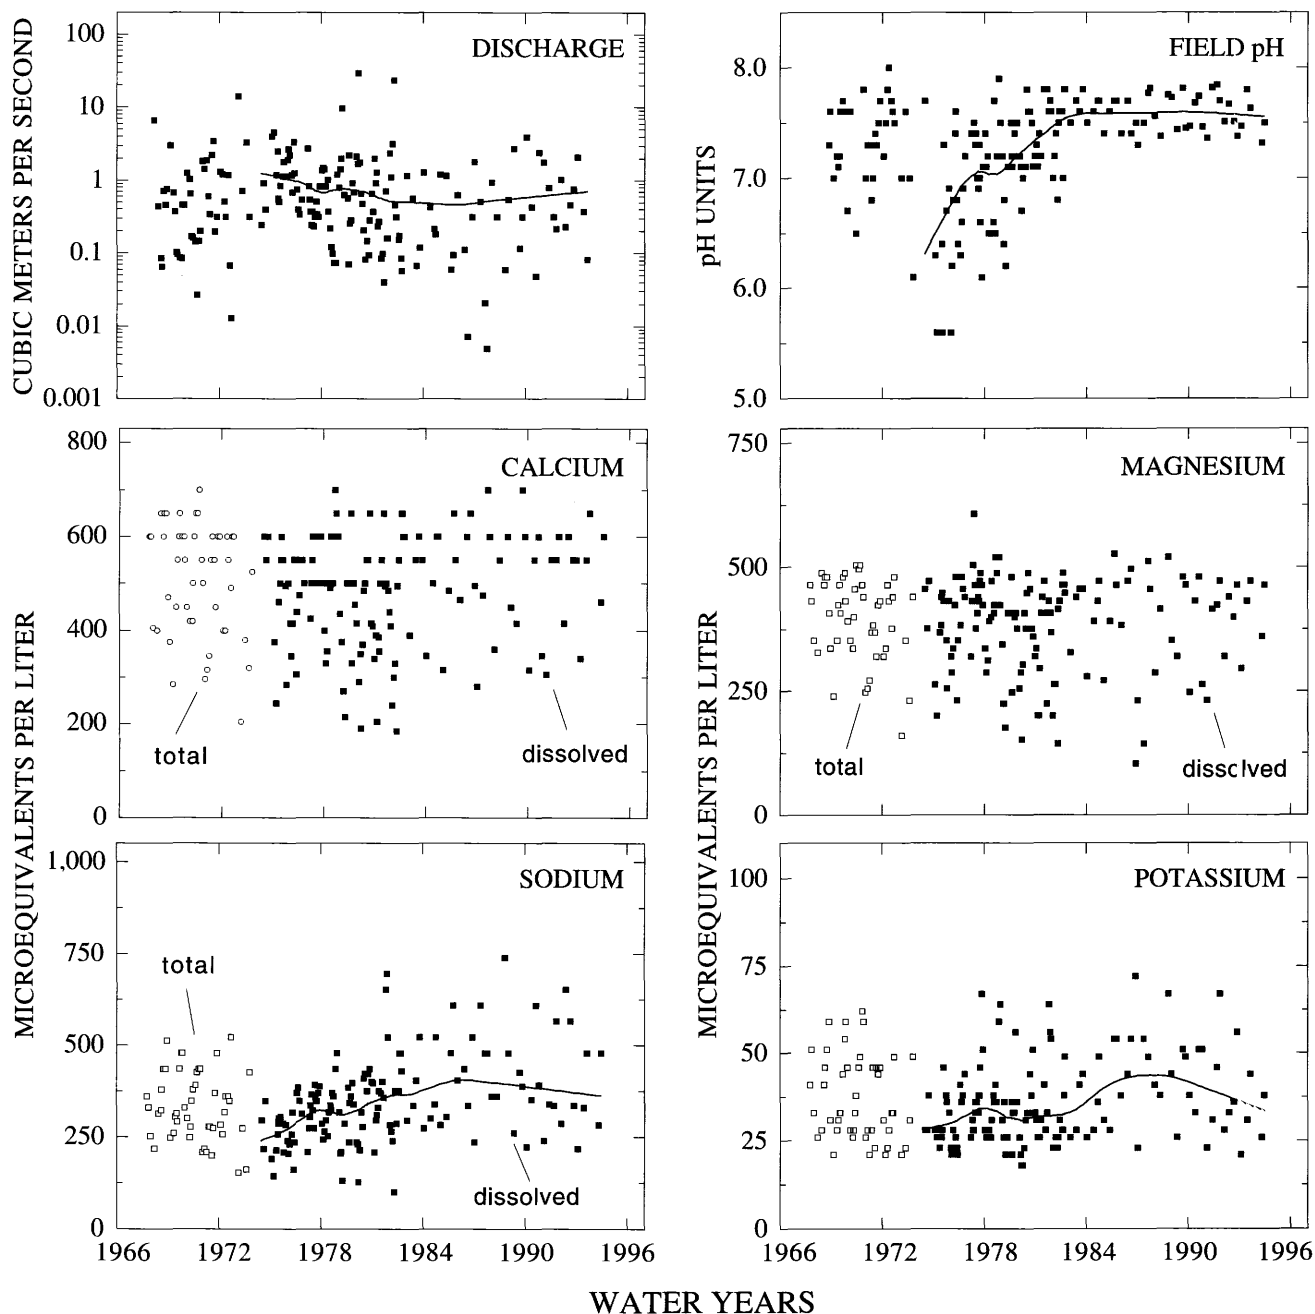 CUBIC METERS PER SECOND
100
10
1
0.1
0.01
0.001
DISCHARGE
pH UNITS
8.0
7.0
6.0
5.0
FIELD pH
MICROEQUIVALENTS PER LITER
800
600
400
200
0
CALCIUM
total
dissolved
MICROEQUIVALENTS PER LITER
750
500
250
0
MAGNESIUM
total
dissolved
1,000
750
500
250
0
SODIUM
total
dissolved
1966 1972 1978 1984 1990 1996
100
75
50
25
0
POTASSIUM
1966 1972 1978 1984 1990 1996
WATER YEARS